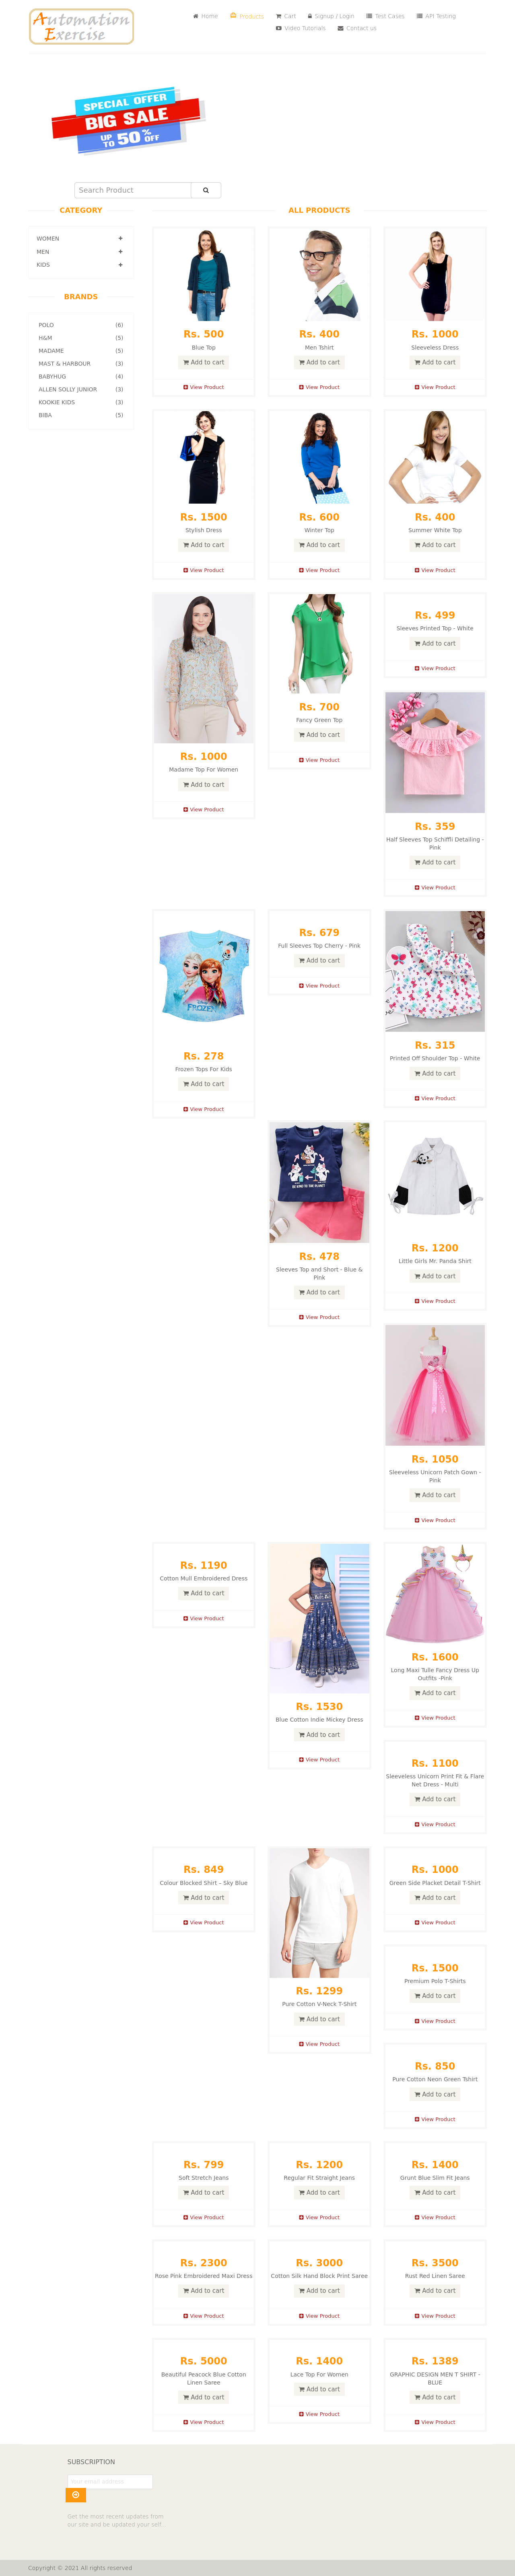 Automation
Exercise
Home
Products
Cart
Signup / Login
Test Cases
API Testing
Video Tutorials
Contact us
SPECIAL OFFER
BIG SALE
UP TO 50% OFF
Search Product
CATEGORY
WOMEN
MEN
KIDS
BRANDS
POLO (6)
H&M (5)
MADAME (5)
MAST & HARBOUR (3)
BABYHUG (4)
ALLEN SOLLY JUNIOR (3)
KOOKIE KIDS (3)
BIBA (5)
ALL PRODUCTS
Rs. 500
Blue Top
Add to cart
View Product
Rs. 400
Men Tshirt
Add to cart
View Product
Rs. 1000
Sleeveless Dress
Add to cart
View Product
Rs. 1500
Stylish Dress
Add to cart
View Product
Rs. 600
Winter Top
Add to cart
View Product
Rs. 400
Summer White Top
Add to cart
View Product
Rs. 1000
Madame Top For Women
Add to cart
View Product
Rs. 700
Fancy Green Top
Add to cart
View Product
Rs. 499
Sleeves Printed Top - White
Add to cart
View Product
Rs. 359
Half Sleeves Top Schiffli Detailing -
Pink
Add to cart
View Product
Rs. 278
Frozen Tops For Kids
Add to cart
View Product
Rs. 679
Full Sleeves Top Cherry - Pink
Add to cart
View Product
Rs. 315
Printed Off Shoulder Top - White
Add to cart
View Product
Rs. 478
Sleeves Top and Short - Blue &
Pink
Add to cart
View Product
Rs. 1200
Little Girls Mr. Panda Shirt
Add to cart
View Product
Rs. 1050
Sleeveless Unicorn Patch Gown -
Pink
Add to cart
View Product
Rs. 1190
Cotton Mull Embroidered Dress
Add to cart
View Product
Rs. 1530
Blue Cotton Indie Mickey Dress
Add to cart
View Product
Rs. 1600
Long Maxi Tulle Fancy Dress Up
Outfits -Pink
Add to cart
View Product
Rs. 1100
Sleeveless Unicorn Print Fit & Flare
Net Dress - Multi
Add to cart
View Product
Rs. 849
Colour Blocked Shirt – Sky Blue
Add to cart
View Product
Rs. 1299
Pure Cotton V-Neck T-Shirt
Add to cart
View Product
Rs. 1000
Green Side Placket Detail T-Shirt
Add to cart
View Product
Rs. 1500
Premium Polo T-Shirts
Add to cart
View Product
Rs. 850
Pure Cotton Neon Green Tshirt
Add to cart
View Product
Rs. 799
Soft Stretch Jeans
Add to cart
View Product
Rs. 1200
Regular Fit Straight Jeans
Add to cart
View Product
Rs. 1400
Grunt Blue Slim Fit Jeans
Add to cart
View Product
Rs. 2300
Rose Pink Embroidered Maxi Dress
Add to cart
View Product
Rs. 3000
Cotton Silk Hand Block Print Saree
Add to cart
View Product
Rs. 3500
Rust Red Linen Saree
Add to cart
View Product
Rs. 5000
Beautiful Peacock Blue Cotton
Linen Saree
Add to cart
View Product
Rs. 1400
Lace Top For Women
Add to cart
View Product
Rs. 1389
GRAPHIC DESIGN MEN T SHIRT -
BLUE
Add to cart
View Product
SUBSCRIPTION
Your email address
Get the most recent updates from
our site and be updated your self...
Copyright © 2021 All rights reserved